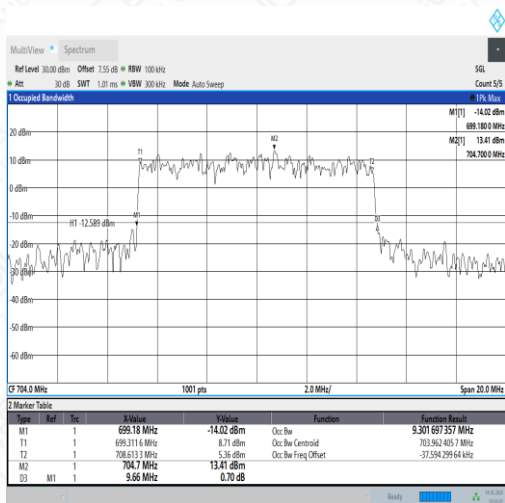 MultiView Spectrum
Ref Level 30.00 dBm Offset 7.55 dB RBW 100 kHz SGL
Att 30 dB SWT 1.01 ms VBW 300 kHz Mode Auto Sweep Count 5/5
1 Occupied Bandwidth 1Pk Max
M1[1] -14.02 dBm
699.180 0 MHz
M2[1] 13.41 dBm
704.700 0 MHz
20 dBm
M2
T1
T2
10 dBm
0 dBm
-10 dBm
M1
D3
H1 -12.589 dBm
-20 dBm
-30 dBm
-40 dBm
-50 dBm
-60 dBm
CF 704.0 MHz 1001 pts 2.0 MHz/ Span 20.0 MHz
2 Marker Table
Type Ref Trc X-Value Y-Value Function Function Result
M1 1 699.18 MHz -14.02 dBm Occ Bw 9.301 697 357 MHz
T1 1 699.311 6 MHz 8.71 dBm Occ Bw Centroid 703.962 405 7 MHz
T2 1 708.613 3 MHz 5.36 dBm Occ Bw Freq Offset -37.594 299 64 kHz
M2 1 704.7 MHz 13.41 dBm
D3 M1 1 9.66 MHz 0.70 dB
Ready